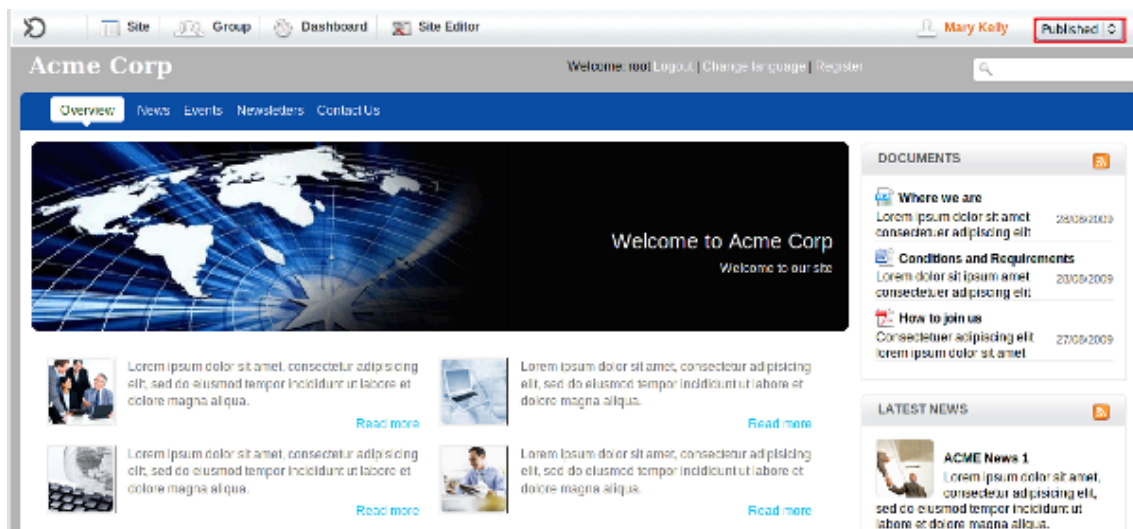 Site Group Dashboard Site Editor Mary Kelly Published
Acme Corp Welcome: root Logout | Change language | Register
Overview News Events Newsletters Contact Us
Welcome to Acme Corp
Welcome to our site
DOCUMENTS
Where we are
Lorem ipsum dolor sit amet
consectetuer adipiscing elit
28/08/2009
Conditions and Requirements
Lorem dolor sit ipsum amet
consectetuer adipiscing elit
28/08/2009
How to join us
Consectetuer adipiscing elit
lorem ipsum dolor sit amet
27/08/2009
Lorem ipsum dolor sit amet, consectetur adipisicing
elit, sed do eiusmod tempor incididunt ut labore et
dolore magna aliqua.
Read more
Lorem ipsum dolor sit amet, consectetur adipisicing
elit, sed do eiusmod tempor incididunt ut labore et
dolore magna aliqua.
Read more
Lorem ipsum dolor sit amet, consectetur adipisicing
elit, sed do eiusmod tempor incididunt ut labore et
dolore magna aliqua.
Read more
Lorem ipsum dolor sit amet, consectetur adipisicing
elit, sed do eiusmod tempor incididunt ut labore et
dolore magna aliqua.
Read more
LATEST NEWS
ACME News 1
Lorem ipsum dolor sit amet,
consectetur adipisicing elit,
sed do eiusmod tempor incididunt ut
labore et dolore magna aliqua.